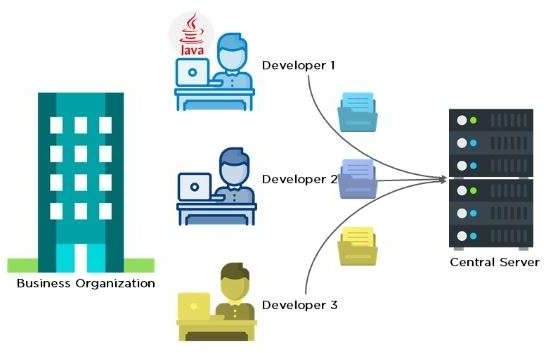 Java
Developer 1
Developer 2
Central Server
Business Organization
Developer 3